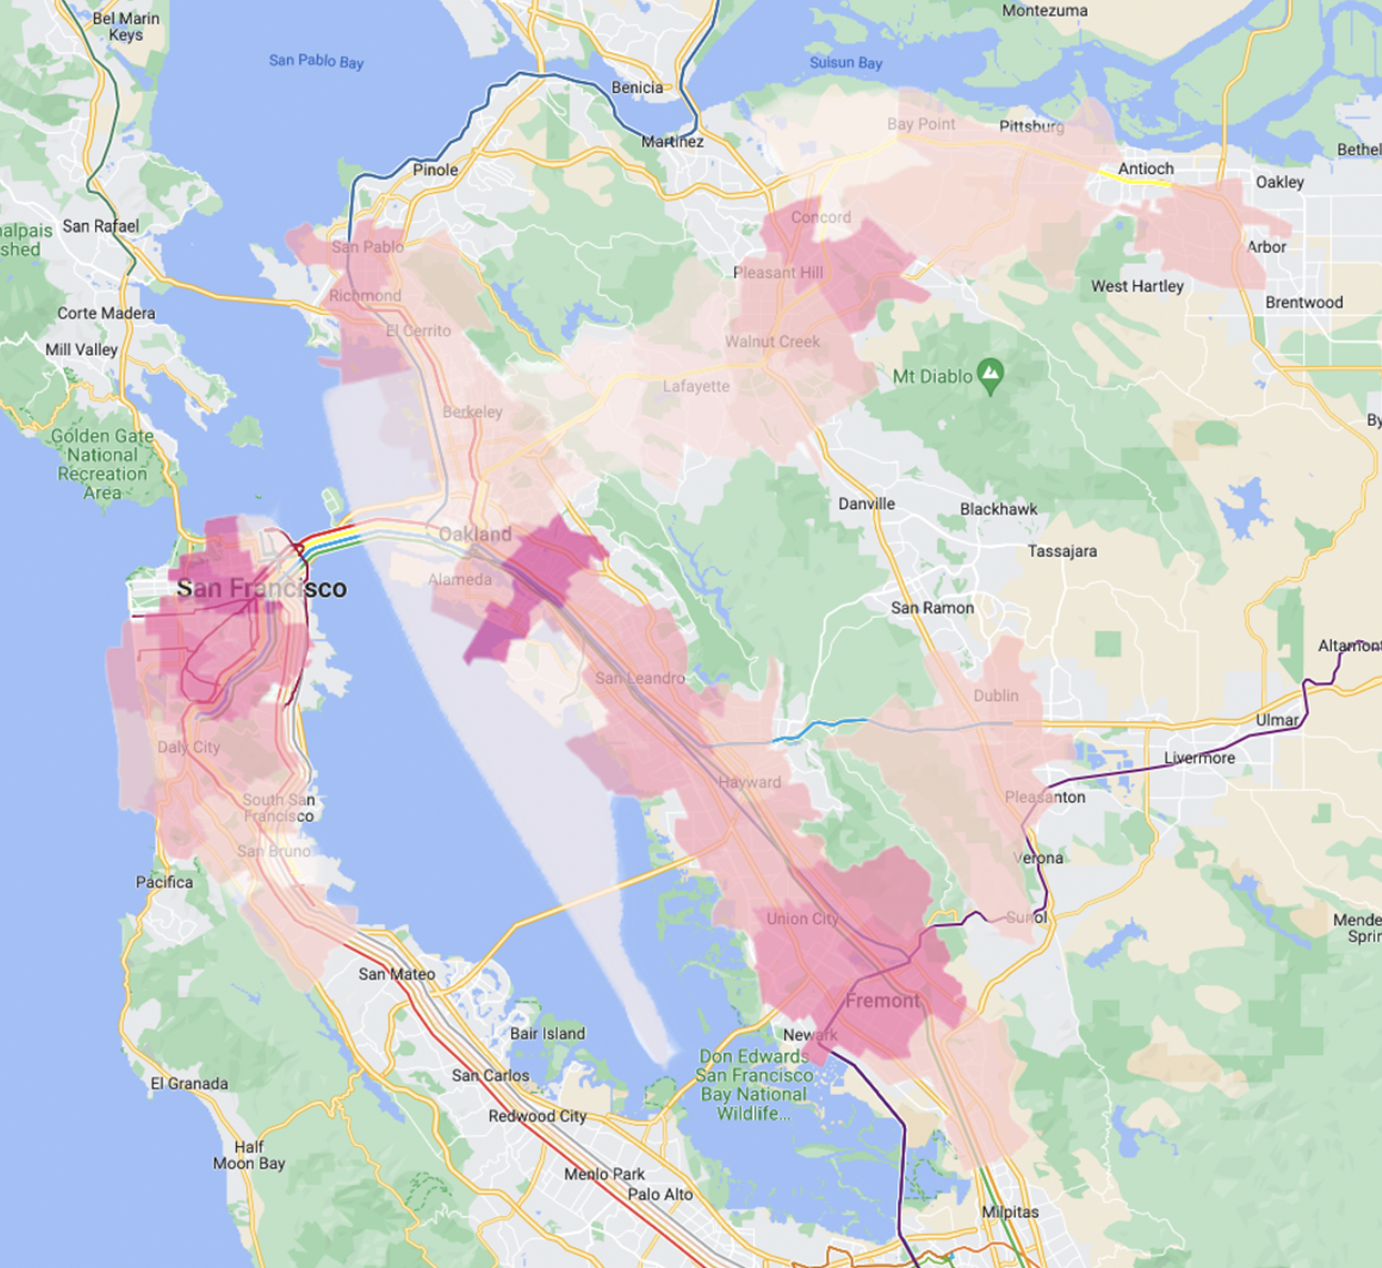 Bel Marin
Keys
Montezuma
San Pablo Bay
Suisun Bay
Benicia
Bay Point
Pittsburg
Martinez
Bethel
Pinole
Antioch
Oakley
San Rafael
Concord
nalpais
shed
San Pablo
Arbor
Pleasant Hill
West Hartley
Richmond
Brentwood
Corte Madera
El Cerrito
Walnut Creek
Mill Valley
Mt Diablo
Lafayette
Berkeley
By
Golden Gate
National
Recreation
Area
Danville
Blackhawk
Oakland
Tassajara
Alameda
San Francisco
San Ramon
Altamont
San Leandro
Dublin
Ulmar
Daly City
Livermore
Hayward
Pleasanton
South San
Francisco
San Bruno
Verona
Pacifica
Union City
Sunol
Mende
Sprin
San Mateo
Fremont
Bair Island
Newark
Don Edwards
San Francisco
Bay National
Wildlife...
San Carlos
El Granada
Redwood City
Half
Moon Bay
Menlo Park
Palo Alto
Milpitas